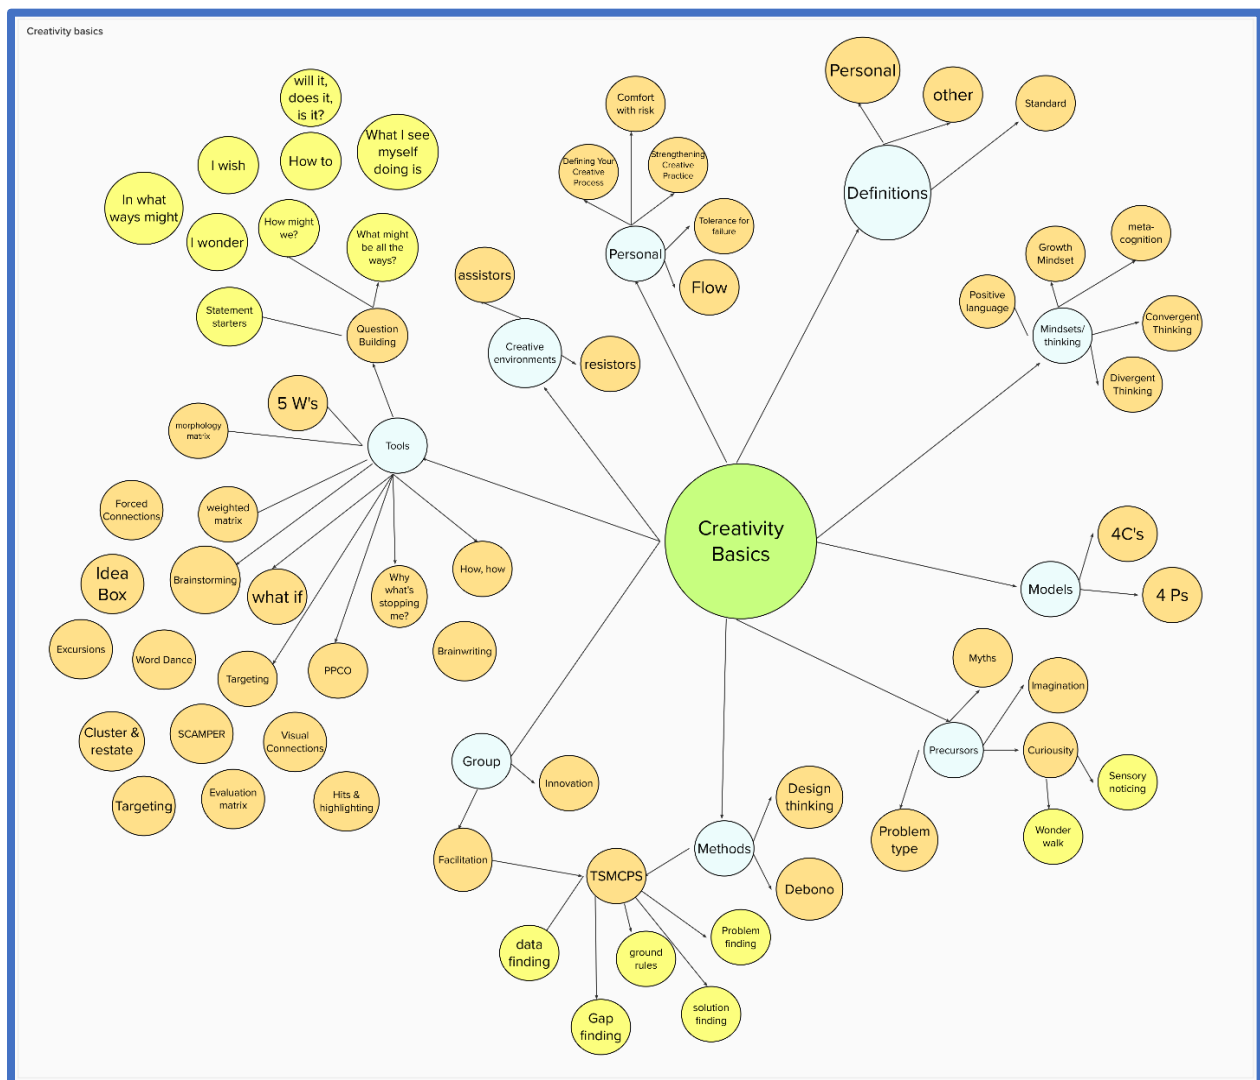 Creativity basics
will it,
does it,
is it?
What I see
myself
doing is
I wish
How to
In what
ways might
I wonder
How might
we?
What might
be all the
ways?
Statement
starters
Question
Building
assistors
Creative
environments
resistors
Comfort
with risk
Defining Your
Creative
Process
Strengthening
Creative
Practice
Tolerance for
failure
Personal
Flow
Personal
other
Standard
Definitions
meta-
cognition
Growth
Mindset
Positive
language
Mindsets/
thinking
Convergent
Thinking
Divergent
Thinking
5 W's
morphology
matrix
Tools
Forced
Connections
weighted
matrix
Idea
Box
Brainstorming
what if
Why
what's
stopping
me?
How, how
Excursions
Word Dance
Targeting
PPCO
Brainwriting
Cluster &
restate
SCAMPER
Visual
Connections
Targeting
Evaluation
matrix
Hits &
highlighting
Creativity
Basics
4C's
Models
4 Ps
Myths
Imagination
Precursors
Curiousity
Sensory
noticing
Wonder
walk
Problem
type
Group
Innovation
Facilitation
Design
thinking
Methods
Debono
TSMCPS
data
finding
ground
rules
Problem
finding
Gap
finding
solution
finding